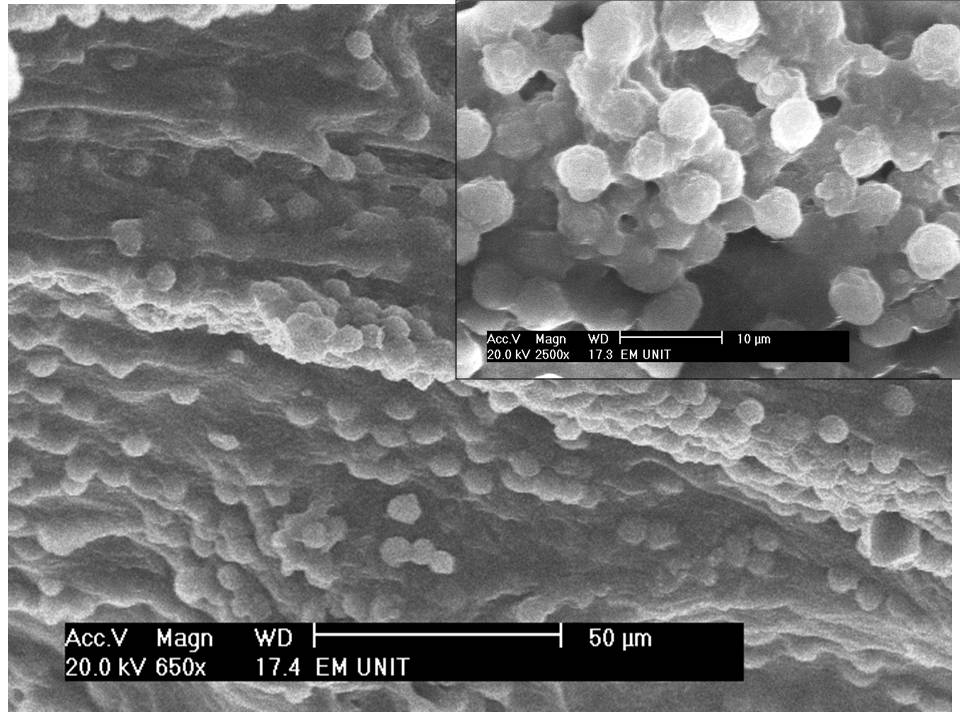 Acc.V Magn WD 10 µm
20.0 kV 2500x 17.3 EM UNIT
Acc.V Magn WD 50 µm
20.0 kV 650x 17.4 EM UNIT